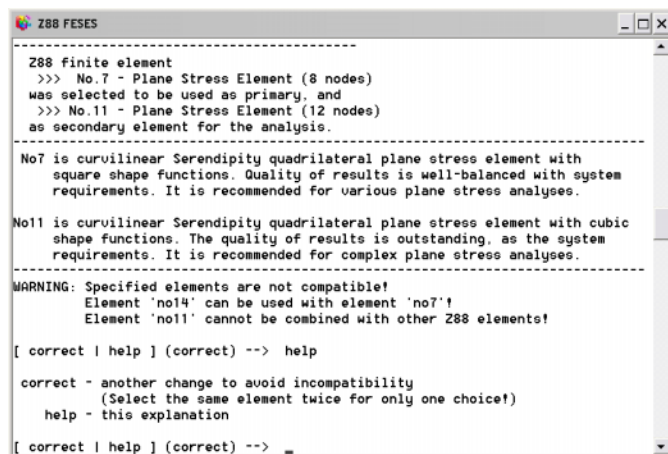 Z88 FESES
-------------------------------------------
Z88 finite element
>>> No.7 - Plane Stress Element (8 nodes)
was selected to be used as primary, and
>>> No.11 - Plane Stress Element (12 nodes)
as secondary element for the analysis.
--------------------------------------------------------------------------------
No7 is curvilinear Serendipity quadrilateral plane stress element with
square shape functions. Quality of results is well-balanced with system
requirements. It is recommended for various plane stress analyses.
No11 is curvilinear Serendipity quadrilateral plane stress element with cubic
shape functions. The quality of results is outstanding, as the system
requirements. It is recommended for complex plane stress analyses.
--------------------------------------------------------------------------------
WARNING: Specified elements are not compatible!
Element 'no14' can be used with element 'no7'!
Element 'no11' cannot be combined with other Z88 elements!
[ correct | help ] (correct) --> help
correct - another change to avoid incompatibility
(Select the same element twice for only one choice!)
help - this explanation
[ correct | help ] (correct) --> _